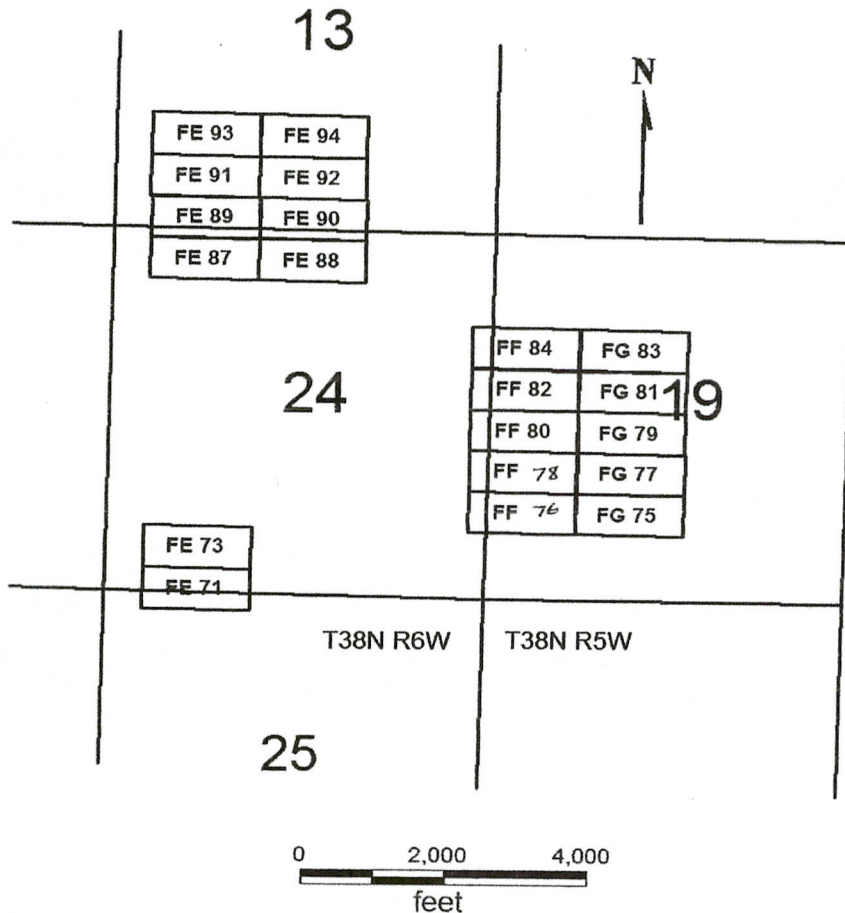 13
N
FE 93 FE 94
FE 91 FE 92
FE 89 FE 90
FE 87 FE 88
FF 84 FG 83
24 FF 82 FG 81 19
FF 80 FG 79
FF 78 FG 77
FF 76 FG 75
FE 73
FE 71
T38N R6W T38N R5W
25
0 2,000 4,000
feet